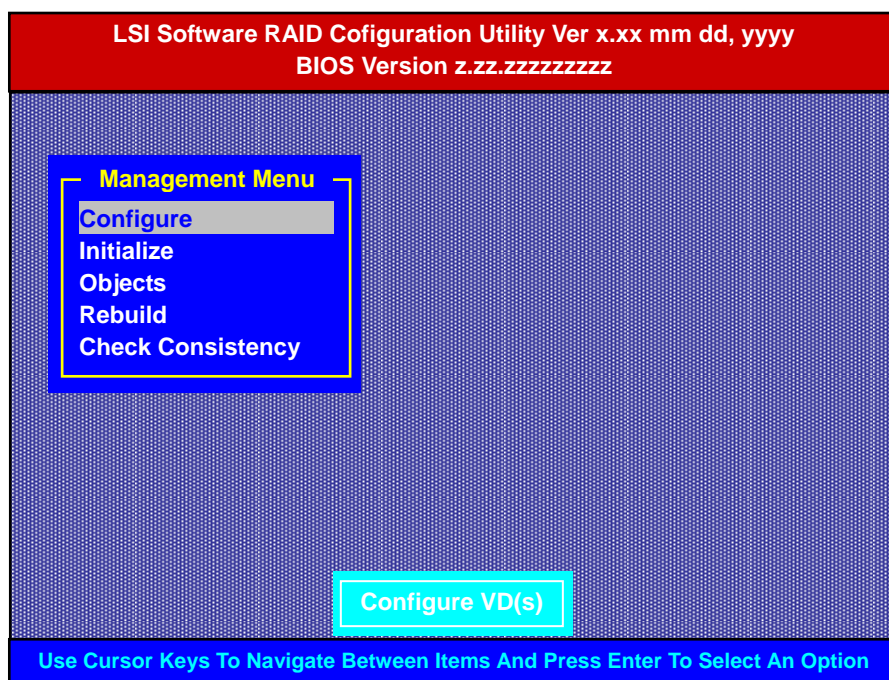 LSI Software RAID Cofiguration Utility Ver x.xx mm dd, yyyy
BIOS Version z.zz.zzzzzzzzz
Management Menu
Configure
Initialize
Objects
Rebuild
Check Consistency
Configure VD(s)
Use Cursor Keys To Navigate Between Items And Press Enter To Select An Option